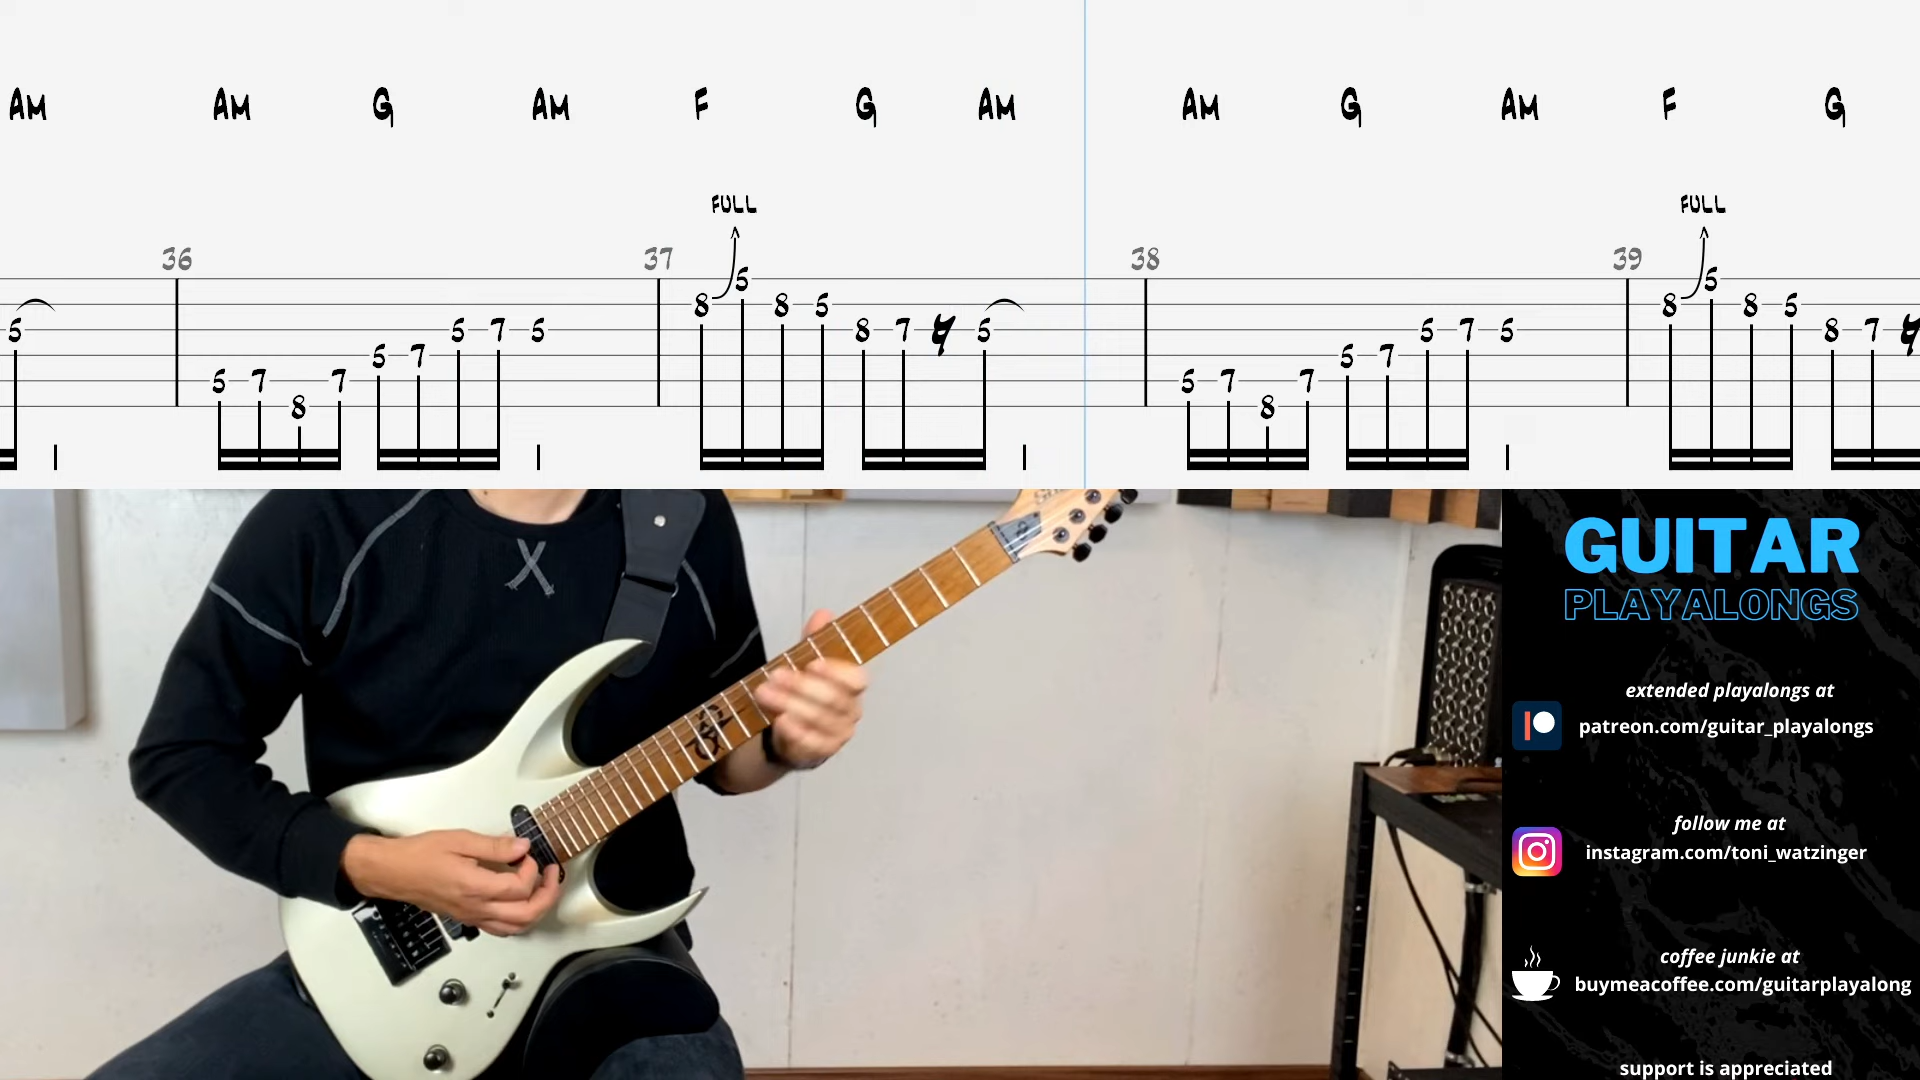 AM AM G AM F G AM AM G AM F G
FULL FULL
36 37 38 39
5 5
8 8 5 8 8 5
5 5 7 5 8 7 5 5 7 5 8 7
5 7 5 7
5 7 7 5 7 7
8 8
GUITAR
PLAYALONGS
extended playalongs at
patreon.com/guitar_playalongs
follow me at
instagram.com/toni_watzinger
coffee junkie at
buymeacoffee.com/guitarplayalong
support is appreciated